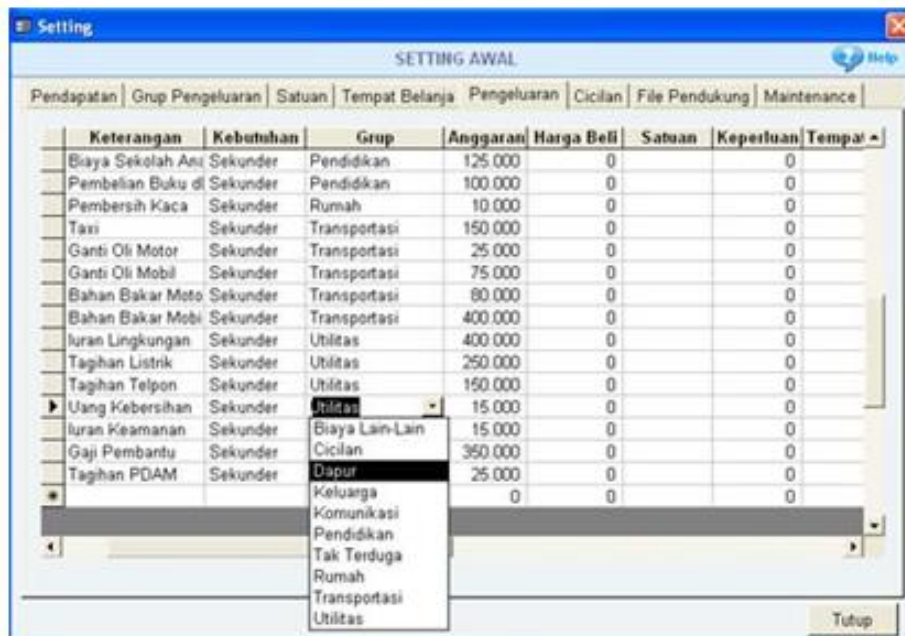 Setting
SETTING AWAL
Help
Pendapatan Grup Pengeluaran Satuan Tempat Belanja Pengeluaran Cicilan File Pendukung Maintenance
Keterangan Kebutuhan Grup Anggaran Harga Beli Satuan Keperluan Tempat
Biaya Sekolah Ana Sekunder Pendidikan 125.000 0 0
Pembelian Buku dl Sekunder Pendidikan 100.000 0 0
Pembersih Kaca Sekunder Rumah 10.000 0 0
Taxi Sekunder Transportasi 150.000 0 0
Ganti Oli Motor Sekunder Transportasi 25.000 0 0
Ganti Oli Mobil Sekunder Transportasi 75.000 0 0
Bahan Bakar Moto Sekunder Transportasi 80.000 0 0
Bahan Bakar Mobi Sekunder Transportasi 400.000 0 0
Iuran Lingkungan Sekunder Utilitas 400.000 0 0
Tagihan Listrik Sekunder Utilitas 250.000 0 0
Tagihan Telpon Sekunder Utilitas 150.000 0 0
Uang Kebersihan Sekunder Utilitas 15.000 0 0
Iuran Keamanan Sekunder 15.000 0 0
Gaji Pembantu Sekunder 350.000 0 0
Tagihan PDAM Sekunder 25.000 0 0
0 0 0
Biaya Lain-Lain
Cicilan
Dapur
Keluarga
Komunikasi
Pendidikan
Tak Terduga
Rumah
Transportasi
Utilitas
Tutup